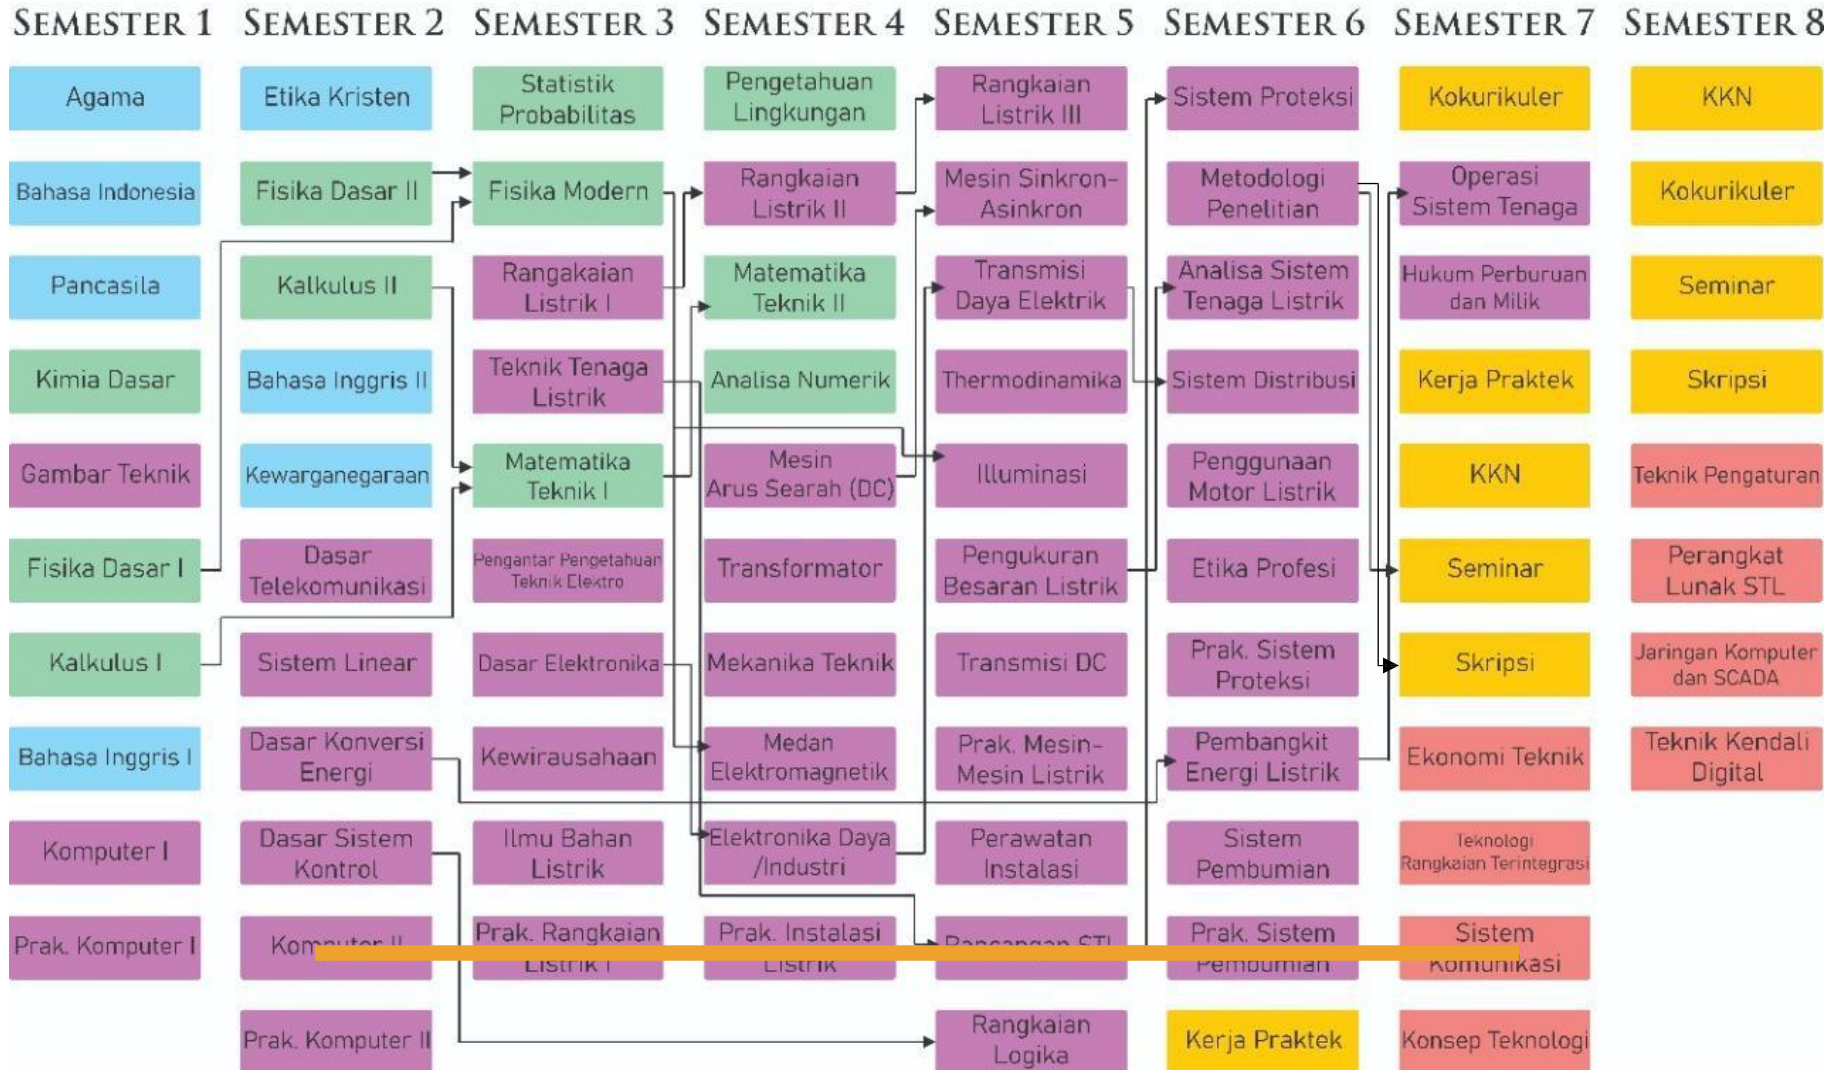 SEMESTER 1
SEMESTER 2
SEMESTER 3
SEMESTER 4
SEMESTER 5
SEMESTER 6
SEMESTER 7
SEMESTER 8
Agama
Bahasa Indonesia
Pancasila
Kimia Dasar
Gambar Teknik
Fisika Dasar I
Kalkulus I
Bahasa Inggris I
Komputer I
Prak. Komputer I
Etika Kristen
Fisika Dasar II
Kalkulus II
Bahasa Inggris II
Kewarganegaraan
Dasar
Telekomunikasi
Sistem Linear
Dasar Konversi
Energi
Dasar Sistem
Kontrol
Komputer II
Prak. Komputer II
Statistik
Probabilitas
Fisika Modern
Rangakaian
Listrik I
Teknik Tenaga
Listrik
Matematika
Teknik I
Pengantar Pengetahuan
Teknik Elektro
Dasar Elektronika
Kewirausahaan
Ilmu Bahan
Listrik
Prak. Rangkaian
Listrik I
Pengetahuan
Lingkungan
Rangkaian
Listrik II
Matematika
Teknik II
Analisa Numerik
Mesin
Arus Searah (DC)
Transformator
Mekanika Teknik
Medan
Elektromagnetik
Elektronika Daya
/Industri
Prak. Instalasi
Listrik
Rangkaian
Listrik III
Mesin Sinkron-
Asinkron
Transmisi
Daya Elektrik
Thermodinamika
Illuminasi
Pengukuran
Besaran Listrik
Transmisi DC
Prak. Mesin-
Mesin Listrik
Perawatan
Instalasi
Rancangan STL
Rangkaian
Logika
Sistem Proteksi
Metodologi
Penelitian
Analisa Sistem
Tenaga Listrik
Sistem Distribusi
Penggunaan
Motor Listrik
Etika Profesi
Prak. Sistem
Proteksi
Pembangkit
Energi Listrik
Sistem
Pembumian
Prak. Sistem
Pembumian
Kerja Praktek
Kokurikuler
Operasi
Sistem Tenaga
Hukum Perburuan
dan Milik
Kerja Praktek
KKN
Seminar
Skripsi
Ekonomi Teknik
Teknologi
Rangkaian Terintegrasi
Sistem
Komunikasi
Konsep Teknologi
KKN
Kokurikuler
Seminar
Skripsi
Teknik Pengaturan
Perangkat
Lunak STL
Jaringan Komputer
dan SCADA
Teknik Kendali
Digital